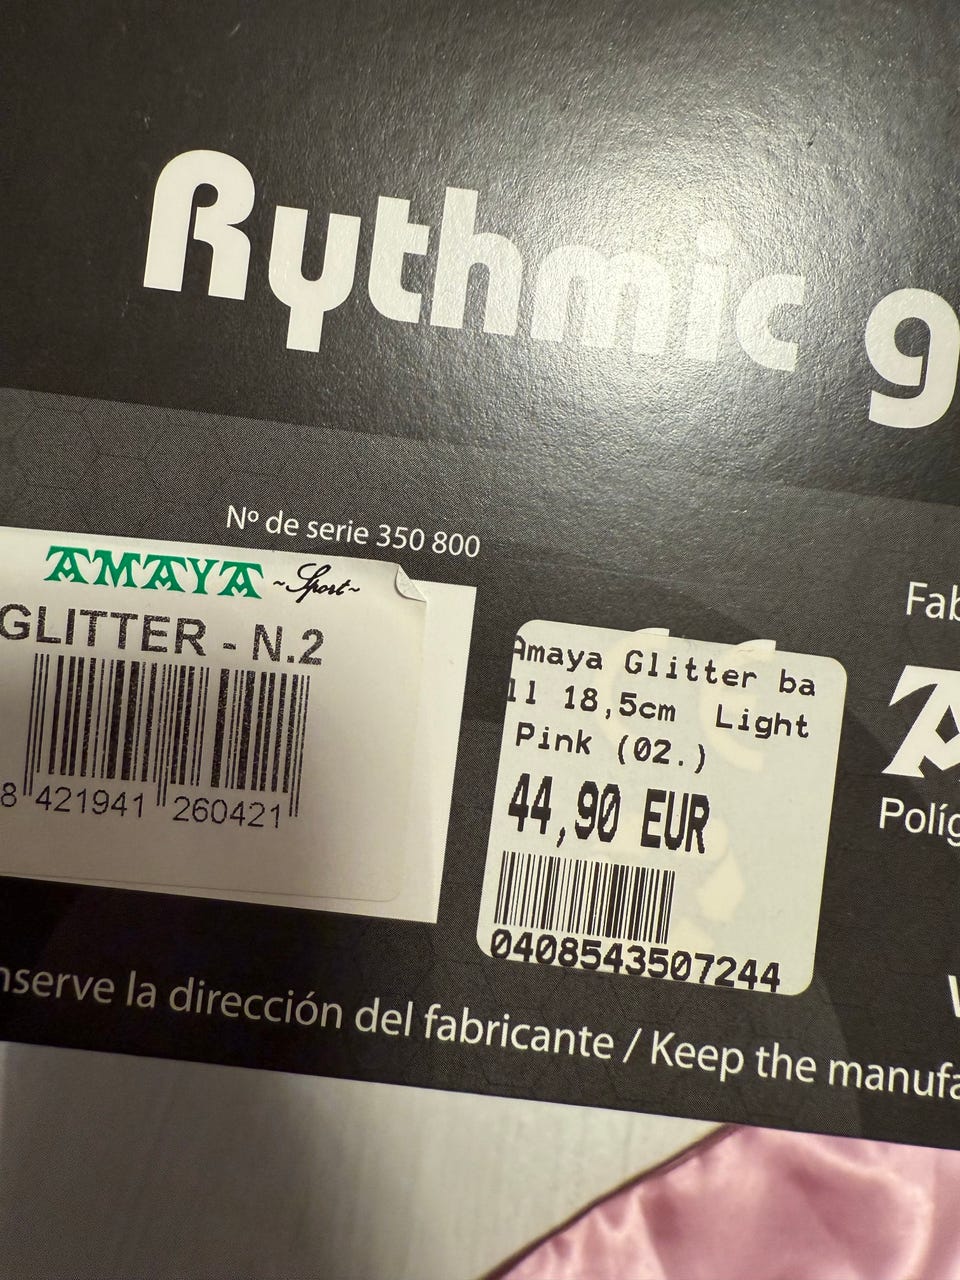 Rythmic g
Nº de serie 350 800
AMAYA ~Sport~
GLITTER - N.2
8 421941 260421
Amaya Glitter ba
ll 18,5cm Light
Pink (02.)
44,90 EUR
0408543507244
Fab
Políg
nserve la dirección del fabricante / Keep the manufa